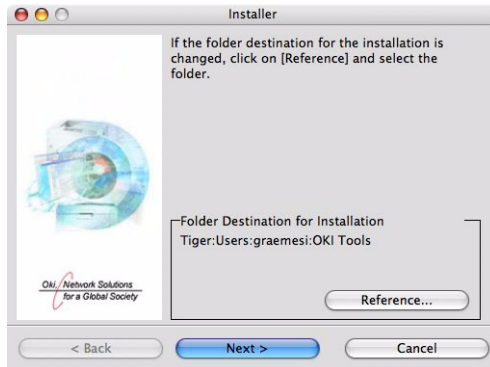 Installer
If the folder destination for the installation is
changed, click on [Reference] and select the
folder.
Folder Destination for Installation
Tiger:Users:graemesi:OKI Tools
Oki, Network Solutions
for a Global Society
Reference...
< Back
Next >
Cancel